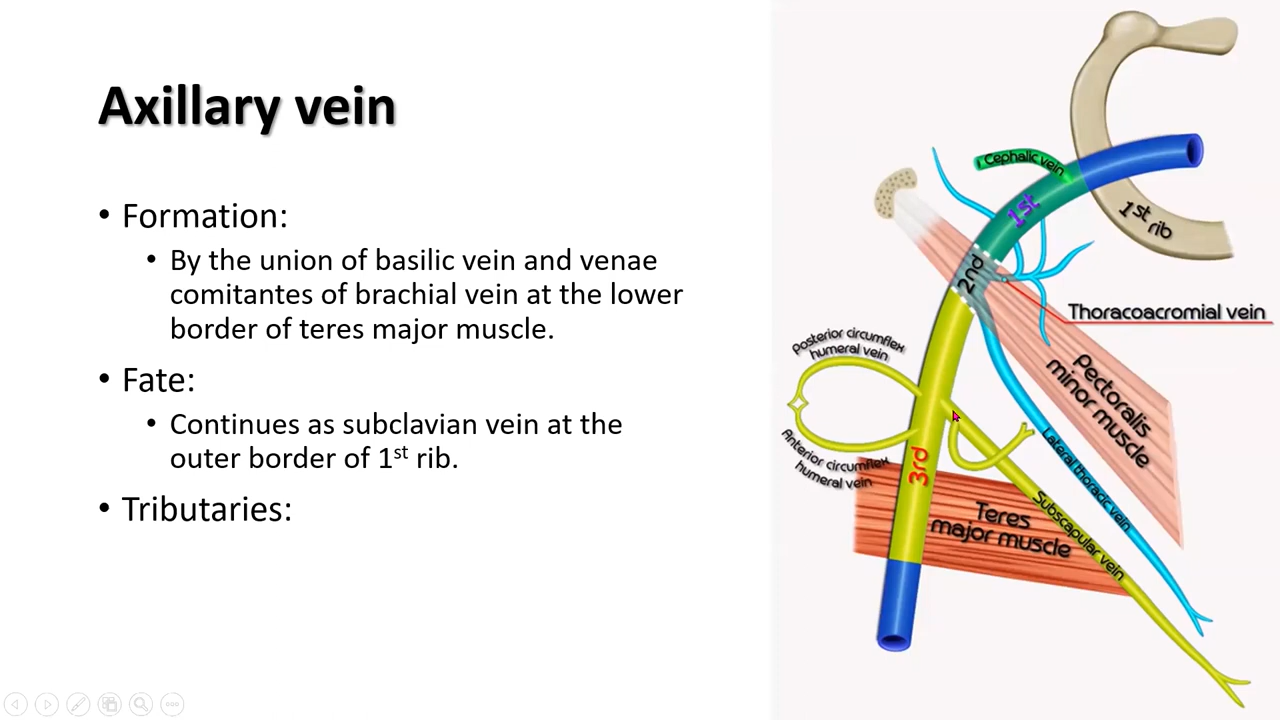 Axillary vein
• Formation:
• By the union of basilic vein and venae
comitantes of brachial vein at the lower
border of teres major muscle.
• Fate:
• Continues as subclavian vein at the
outer border of 1st rib.
• Tributaries:
Cephalic vein
1st
1st rib
2nd
Thoracoacromial vein
Posterior circumflex
humeral vein
Pectoralis
minor muscle
Anterior circumflex
humeral vein
3rd
Lateral thoracic vein
Subscapular vein
Teres
major muscle